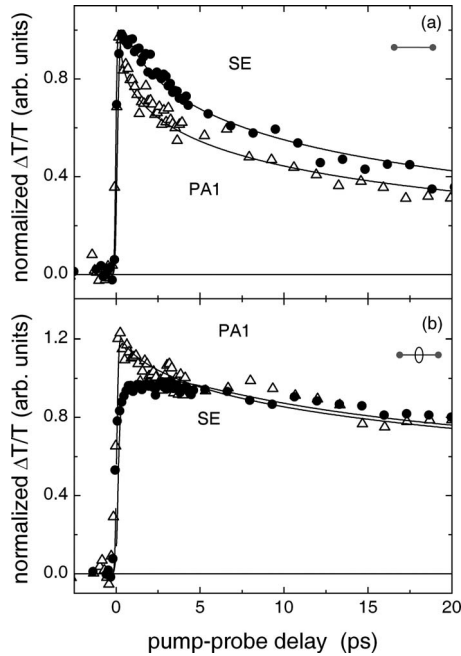 (a)
SE
PA1
0.8
0.4
0.0
normalized ΔT/T (arb. units)
(b)
PA1
SE
1.2
0.8
0.4
0.0
normalized ΔT/T (arb. units)
0 5 10 15 20
pump-probe delay (ps)